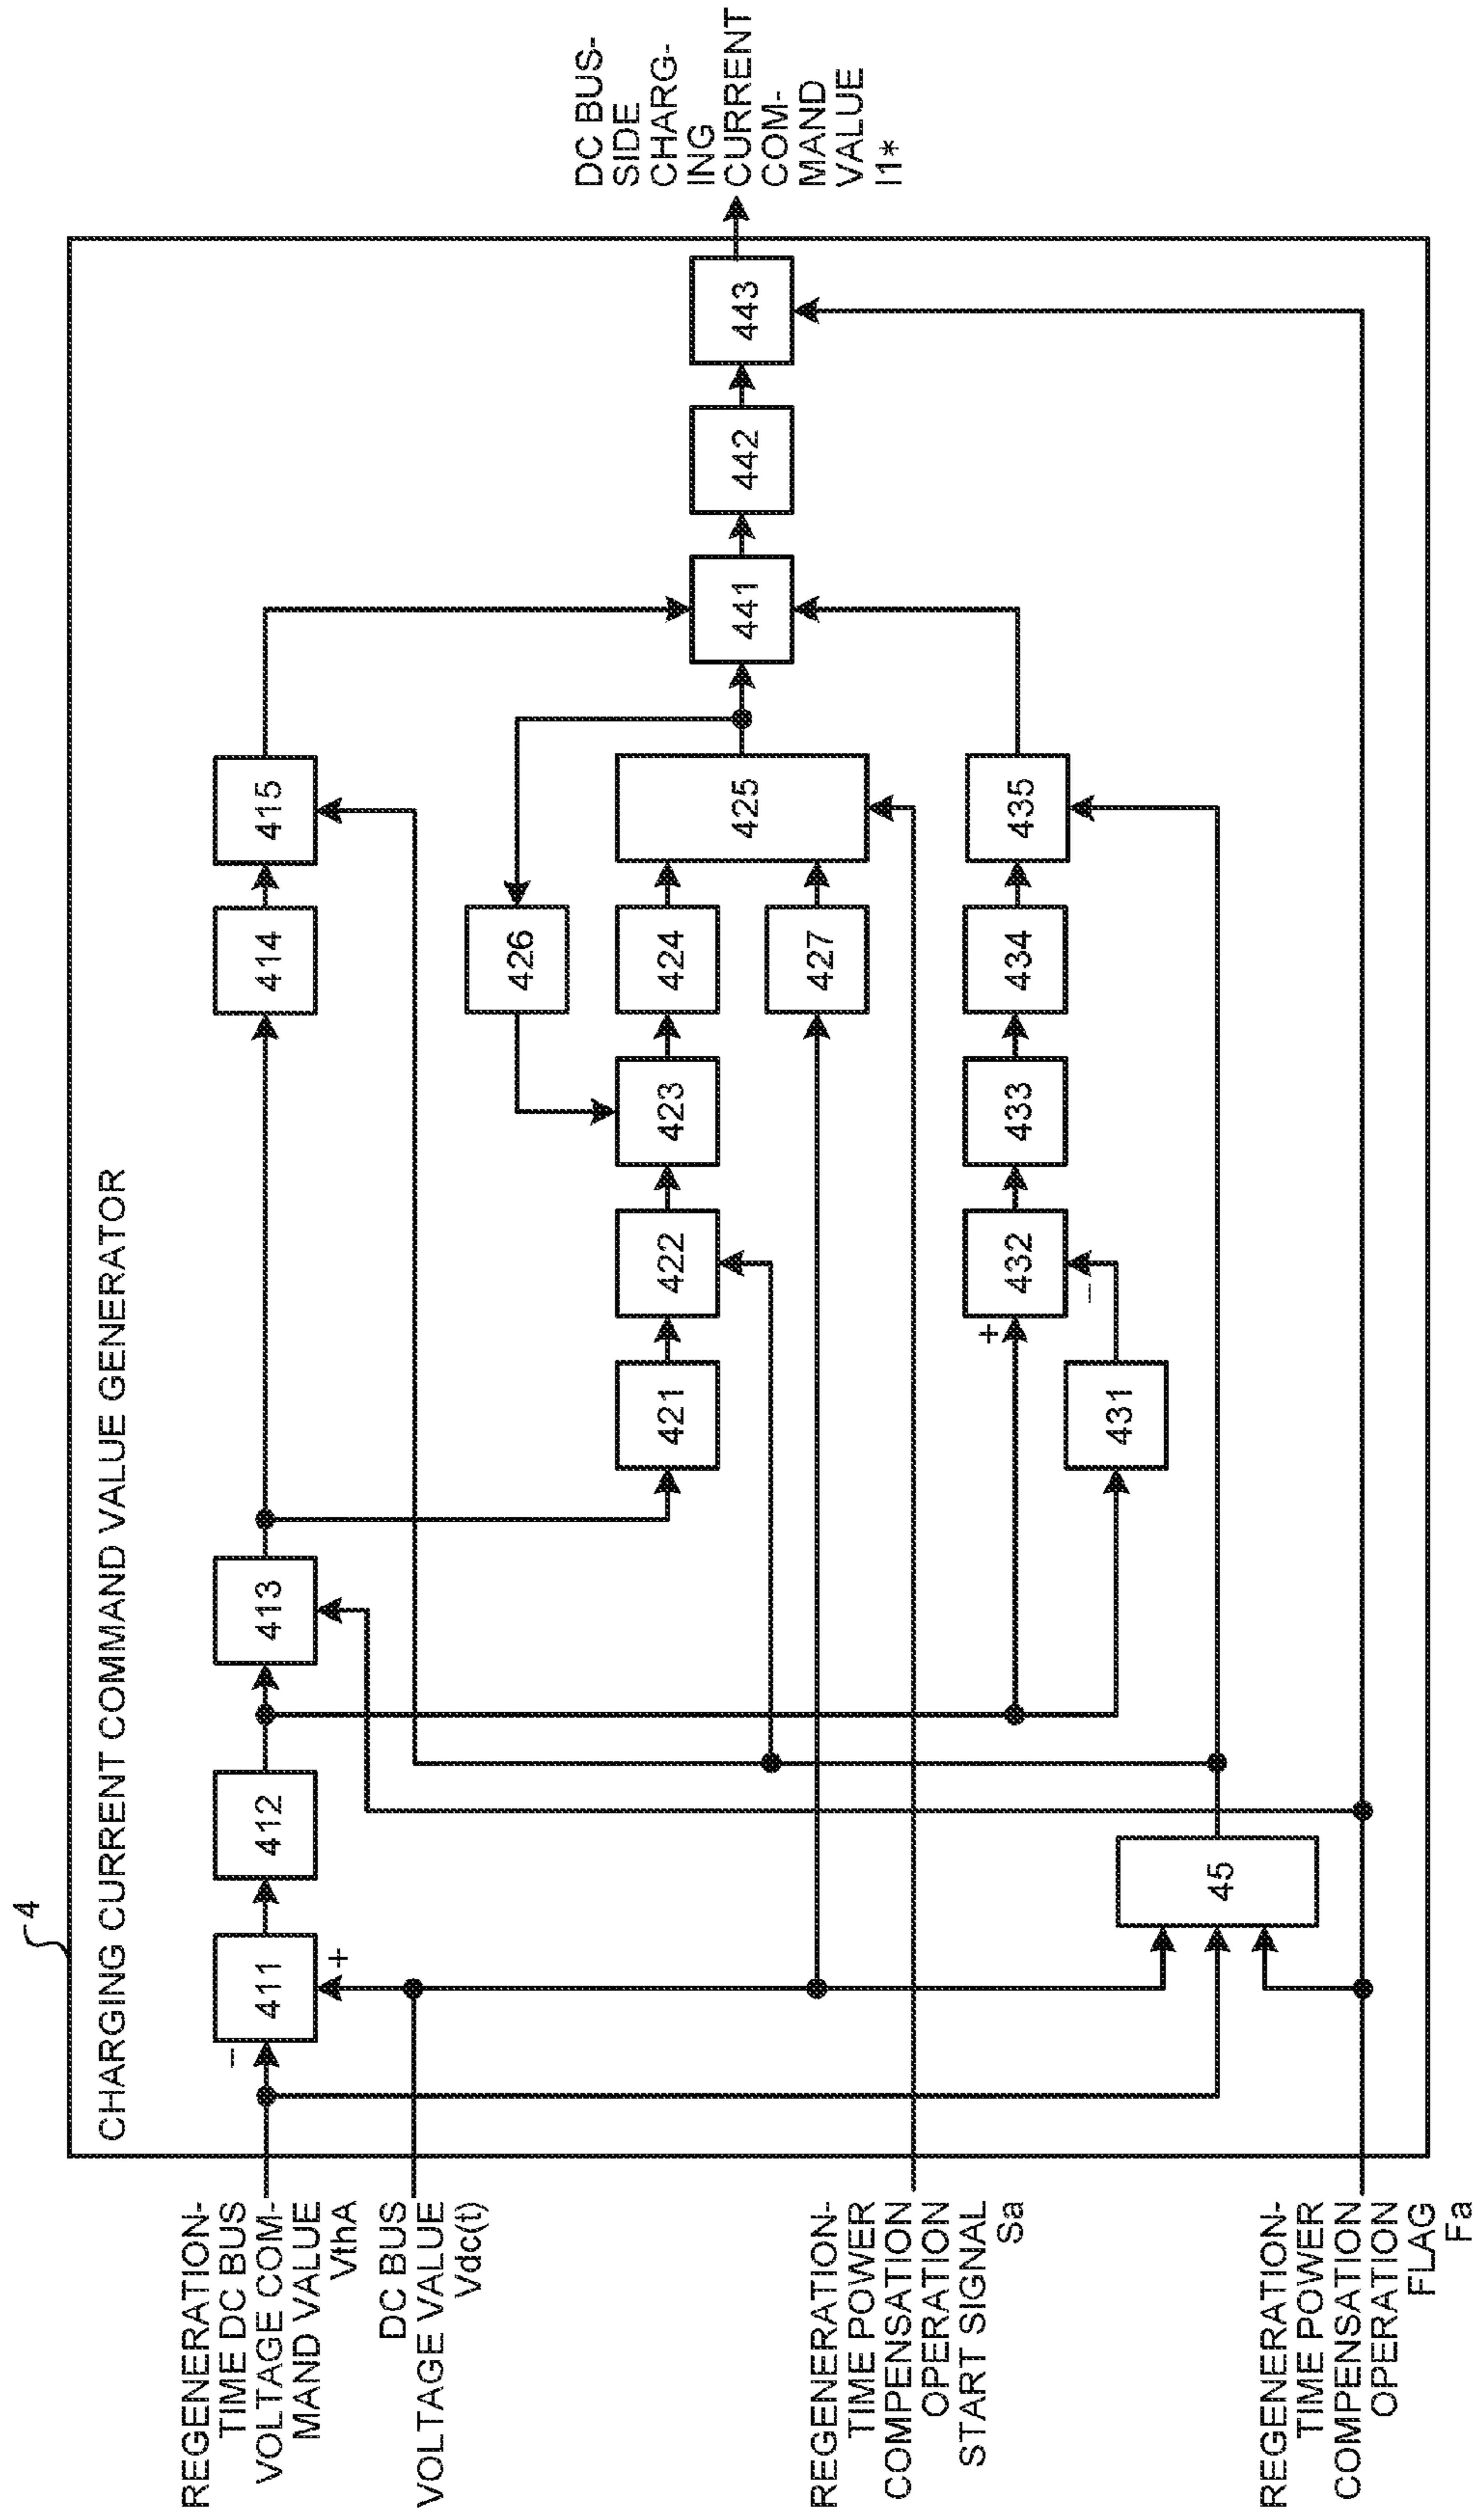 4
CHARGING CURRENT COMMAND VALUE GENERATOR
REGENERATION-
TIME DC BUS
VOLTAGE COM-
MAND VALUE
VthA
DC BUS
VOLTAGE VALUE
Vdc(t)
REGENERATION-
TIME POWER
COMPENSATION
OPERATION
START SIGNAL
Sa
REGENERATION-
TIME POWER
COMPENSATION
OPERATION
FLAG
Fa
−
+
411
412
413
414
415
421
422
423
424
425
426
427
431
+
−
432
433
434
435
441
442
443
45
DC BUS-
SIDE
CHARG-
ING
CURRENT
COM-
MAND
VALUE
I1*